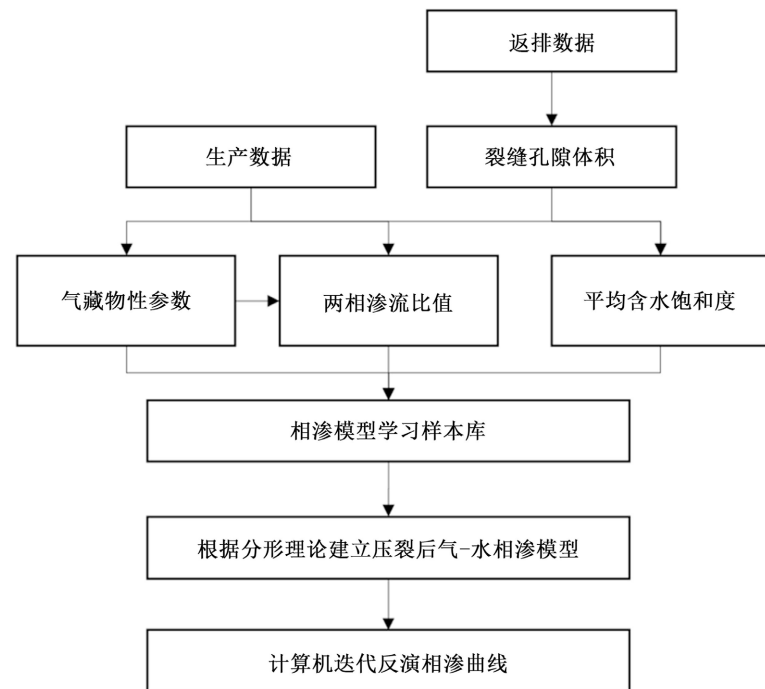 返排数据
生产数据
裂缝孔隙体积
气藏物性参数
两相渗流比值
平均含水饱和度
相渗模型学习样本库
根据分形理论建立压裂后气-水相渗模型
计算机迭代反演相渗曲线